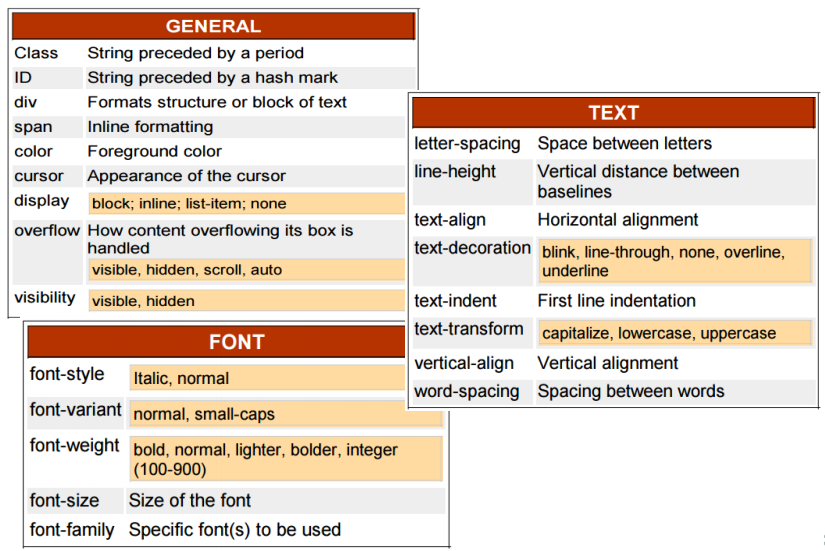 GENERAL
Class String preceded by a period
ID String preceded by a hash mark
div Formats structure or block of text
span Inline formatting
color Foreground color
cursor Appearance of the cursor
display block; inline; list-item; none
overflow How content overflowing its box is
handled
visible, hidden, scroll, auto
visibility visible, hidden
TEXT
letter-spacing Space between letters
line-height Vertical distance between
baselines
text-align Horizontal alignment
text-decoration blink, line-through, none, overline,
underline
text-indent First line indentation
text-transform capitalize, lowercase, uppercase
vertical-align Vertical alignment
word-spacing Spacing between words
FONT
font-style Italic, normal
font-variant normal, small-caps
font-weight bold, normal, lighter, bolder, integer
(100-900)
font-size Size of the font
font-family Specific font(s) to be used